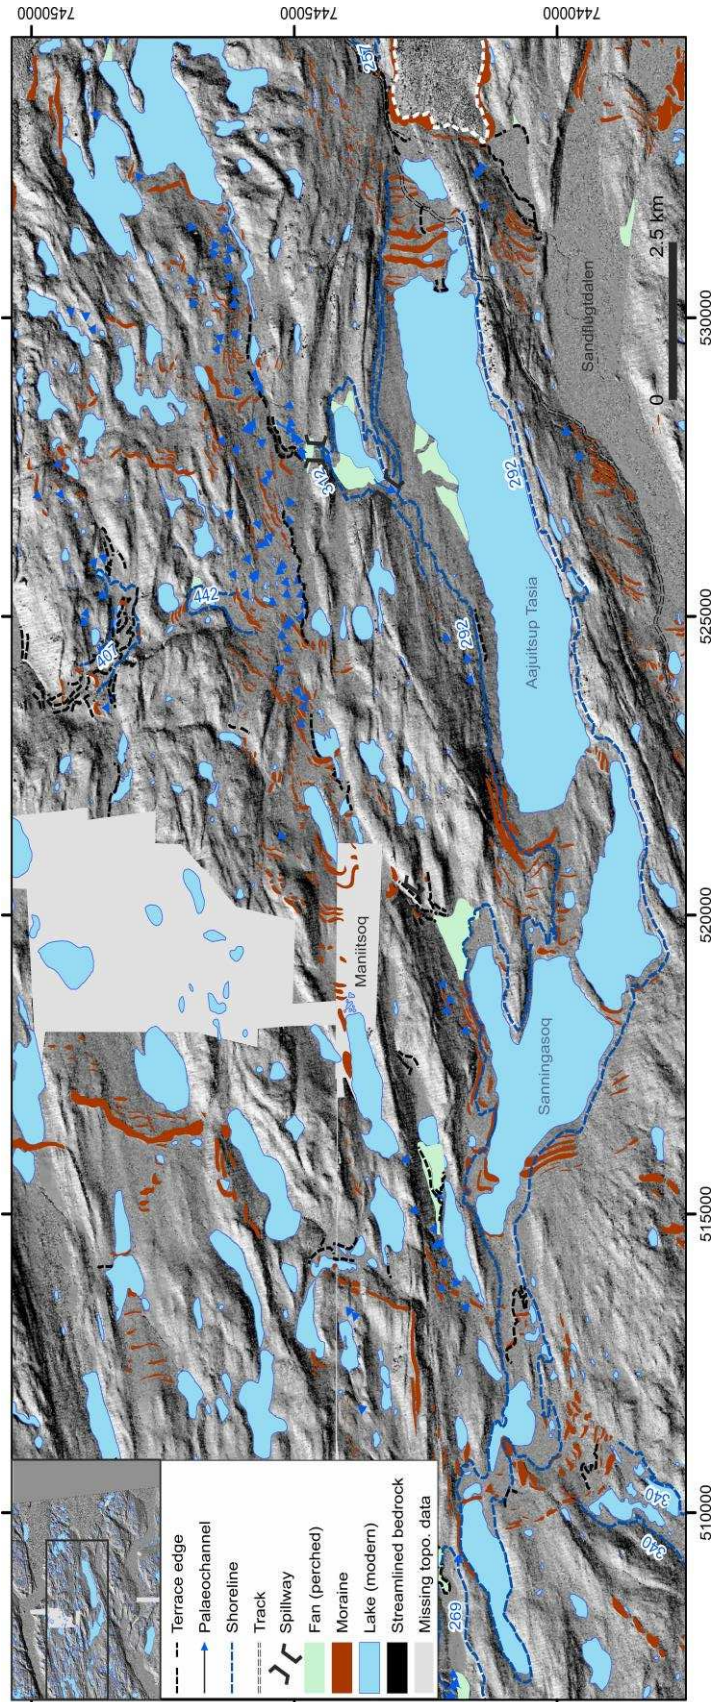 7450000
7445000
7440000
510000
515000
520000
525000
530000
257
312
292
292
442
407
269
340
340
Maniitsoq
Aajuitsup Tasia
Sanningasoq
Sandflugtdalen
0
2.5 km
Terrace edge
Palaeochannel
Shoreline
Track
Spillway
Fan (perched)
Moraine
Lake (modern)
Streamlined bedrock
Missing topo. data